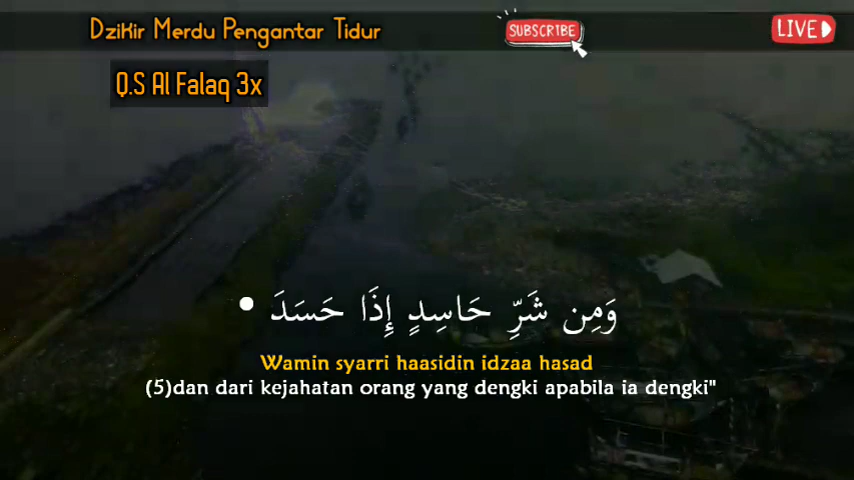 Dzikir Merdu Pengantar Tidur
SUBSCRIBE
LIVE
Q.S Al Falaq 3x
وَمِن شَرِّ حَاسِدٍ إِذَا حَسَدَ •
Wamin syarri haasidin idzaa hasad
(5)dan dari kejahatan orang yang dengki apabila ia dengki"